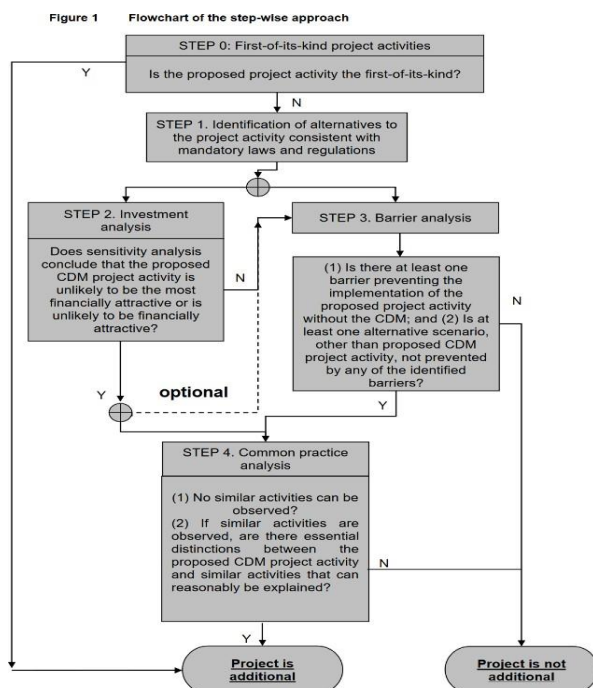 Figure 1 Flowchart of the step-wise approach
STEP 0: First-of-its-kind project activities
Is the proposed project activity the first-of-its-kind?
Y
N
STEP 1. Identification of alternatives to
the project activity consistent with
mandatory laws and regulations
STEP 2. Investment
analysis
Does sensitivity analysis
conclude that the proposed
CDM project activity is
unlikely to be the most
financially attractive or is
unlikely to be financially
attractive?
N
Y
optional
STEP 3. Barrier analysis
(1) Is there at least one
barrier preventing the
implementation of the
proposed project activity
without the CDM; and (2) Is at
least one alternative scenario,
other than proposed CDM
project activity, not prevented
by any of the identified
barriers?
N
Y
STEP 4. Common practice
analysis
(1) No similar activities can be
observed?
(2) If similar activities are
observed, are there essential
distinctions between the
proposed CDM project activity
and similar activities that can
reasonably be explained?
N
Y
Project is
additional
Project is not
additional